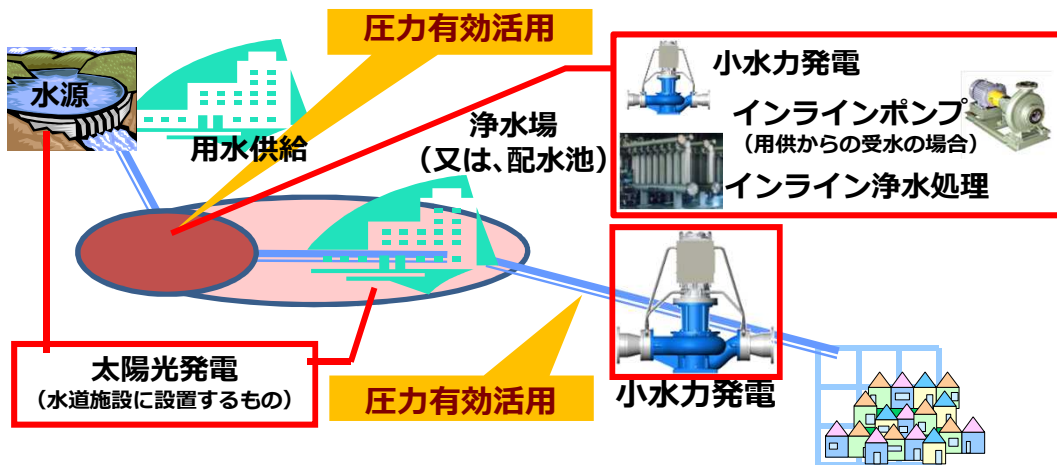 圧力有効活用
水源
用水供給
浄水場
(又は、配水池)
小水力発電
インラインポンプ
(用供からの受水の場合)
インライン浄水処理
太陽光発電
(水道施設に設置するもの)
圧力有効活用
小水力発電